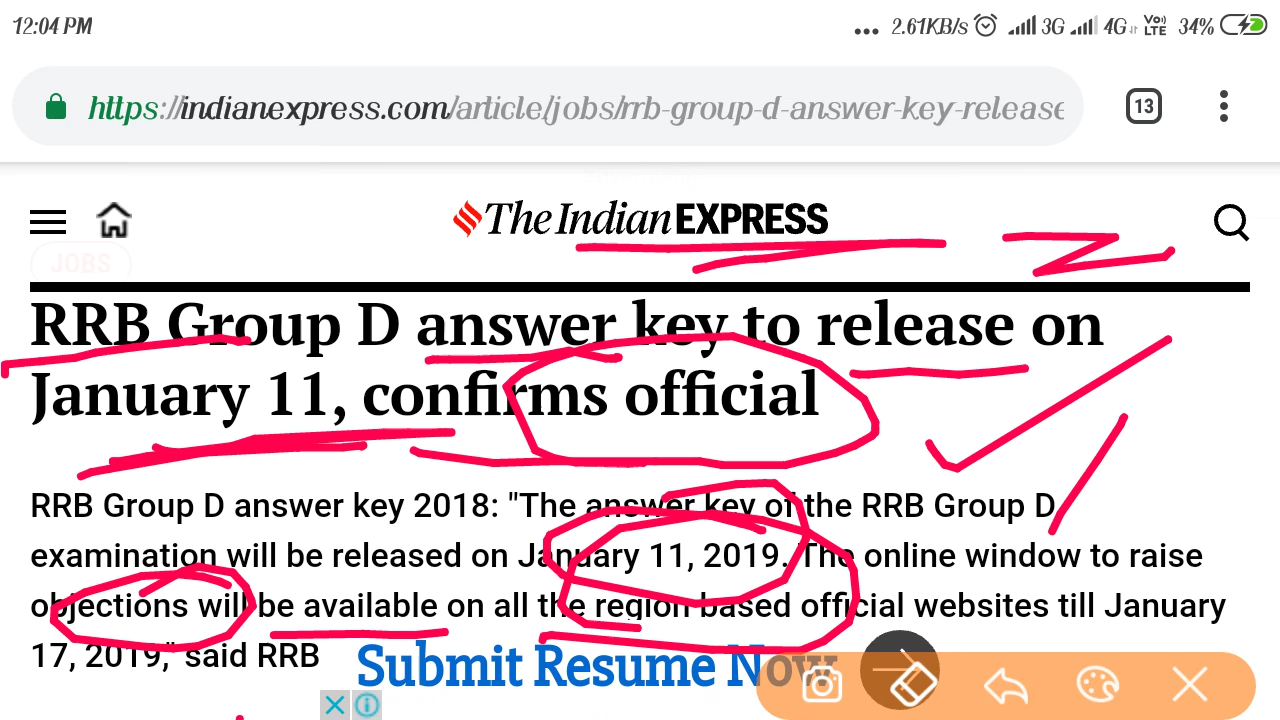 12:04 PM
2.61KB/s 3G 4G Vo) LTE 34%
https://indianexpress.com/article/jobs/rrb-group-d-answer-key-release
13
The Indian EXPRESS
JOBS
RRB Group D answer key to release on
January 11, confirms official
RRB Group D answer key 2018: "The answer key of the RRB Group D
examination will be released on January 11, 2019. The online window to raise
objections will be available on all the region based official websites till January
17, 2019," said RRB
Submit Resume Now